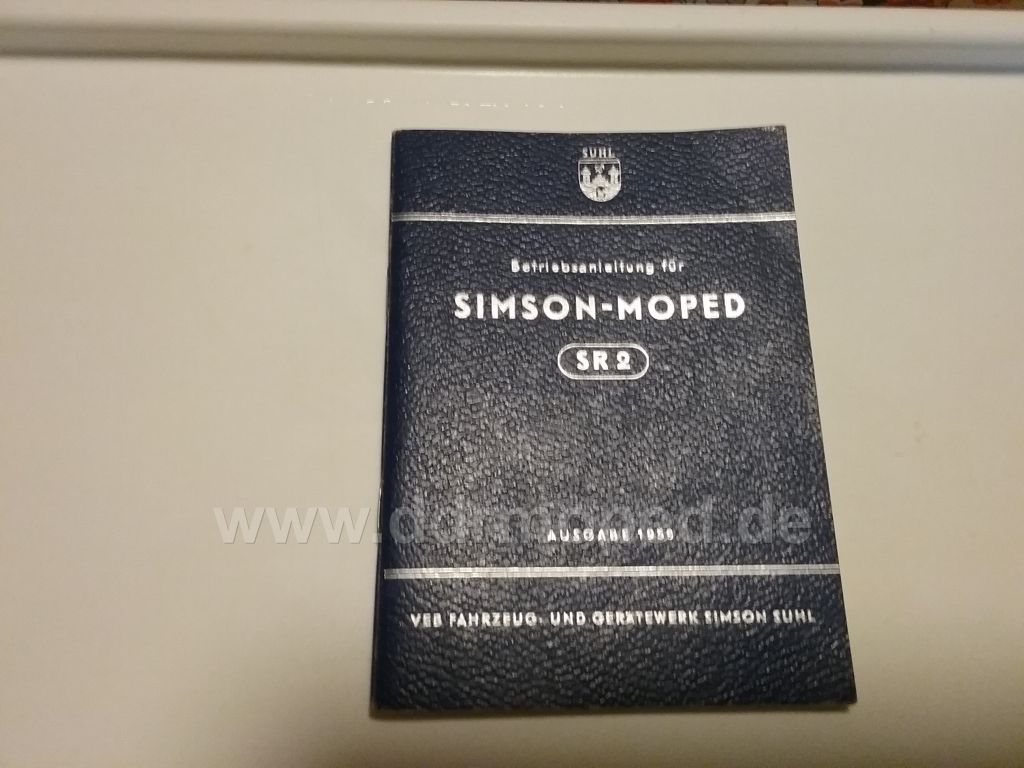 SUHL
Betriebsanleitung für
SIMSON-MOPED
SR 2
www.ddrmoped.de
AUSGABE
VEB FAHRZEUG- UND GERÄTEWERK SIMSON SUHL